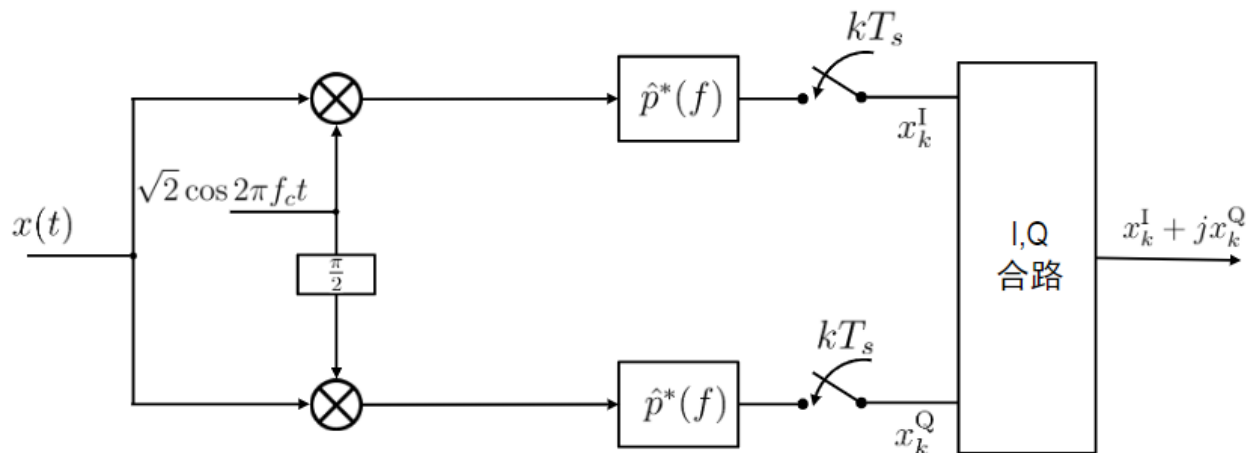 kT_s
p̂*(f)
x_k^I
√2 cos 2πf_c t
x(t)
π/2
I,Q
合路
x_k^I + jx_k^Q
kT_s
p̂*(f)
x_k^Q